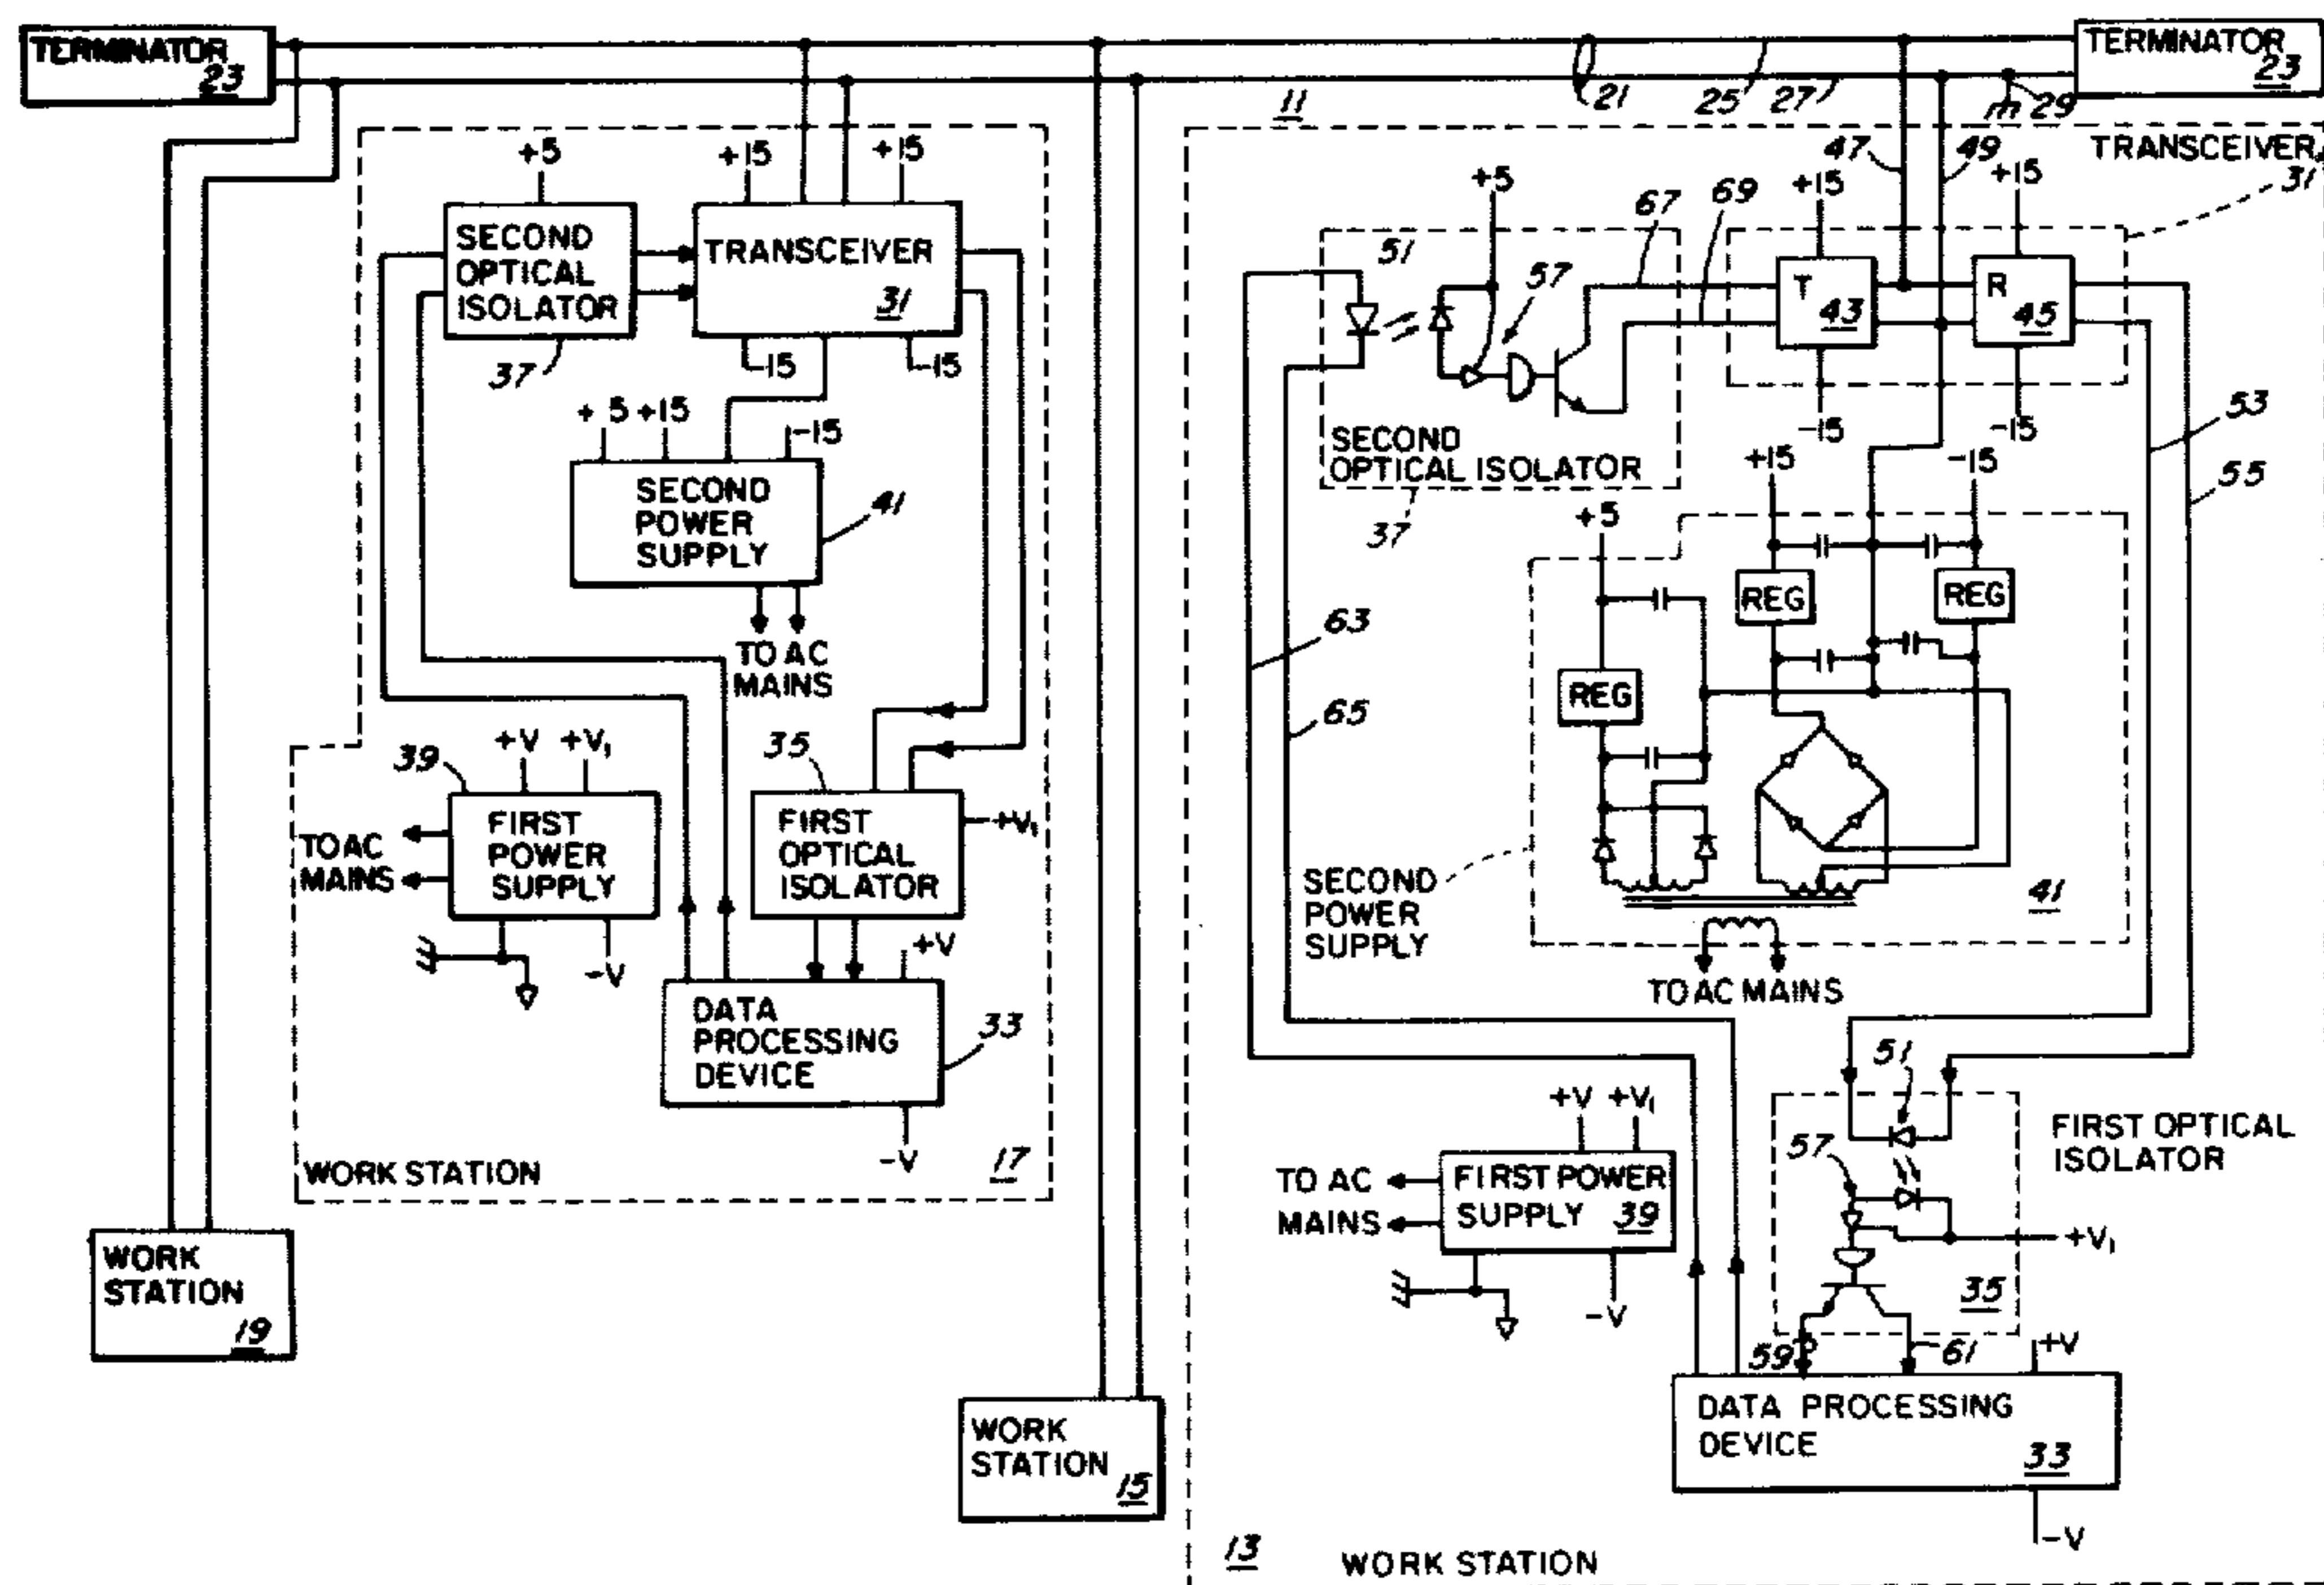 TERMINATOR
23
TERMINATOR
23
11
21
25
27
29
+5
+15
+15
SECOND
OPTICAL
ISOLATOR
37
TRANSCEIVER
31
-15
-15
+ 5 +15
-15
SECOND
POWER
SUPPLY
41
TO AC
MAINS
39
+V +V1
35
TO AC
MAINS
FIRST
POWER
SUPPLY
-V
FIRST
OPTICAL
ISOLATOR
+V1
+V
DATA
PROCESSING
DEVICE
33
-V
WORK STATION
17
WORK
STATION
19
WORK
STATION
15
47
49
TRANSCEIVER
31
+5
67
69
+15
+15
51
57
T
43
R
45
-15
-15
SECOND
OPTICAL ISOLATOR
37
53
55
+5
+15
-15
REG
REG
REG
63
65
SECOND
POWER
SUPPLY
41
TO AC MAINS
51
57
FIRST OPTICAL
ISOLATOR
+V1
35
+V +V1
TO AC
MAINS
FIRST POWER
SUPPLY 39
-V
59
61
+V
DATA PROCESSING
DEVICE
33
-V
13
WORK STATION